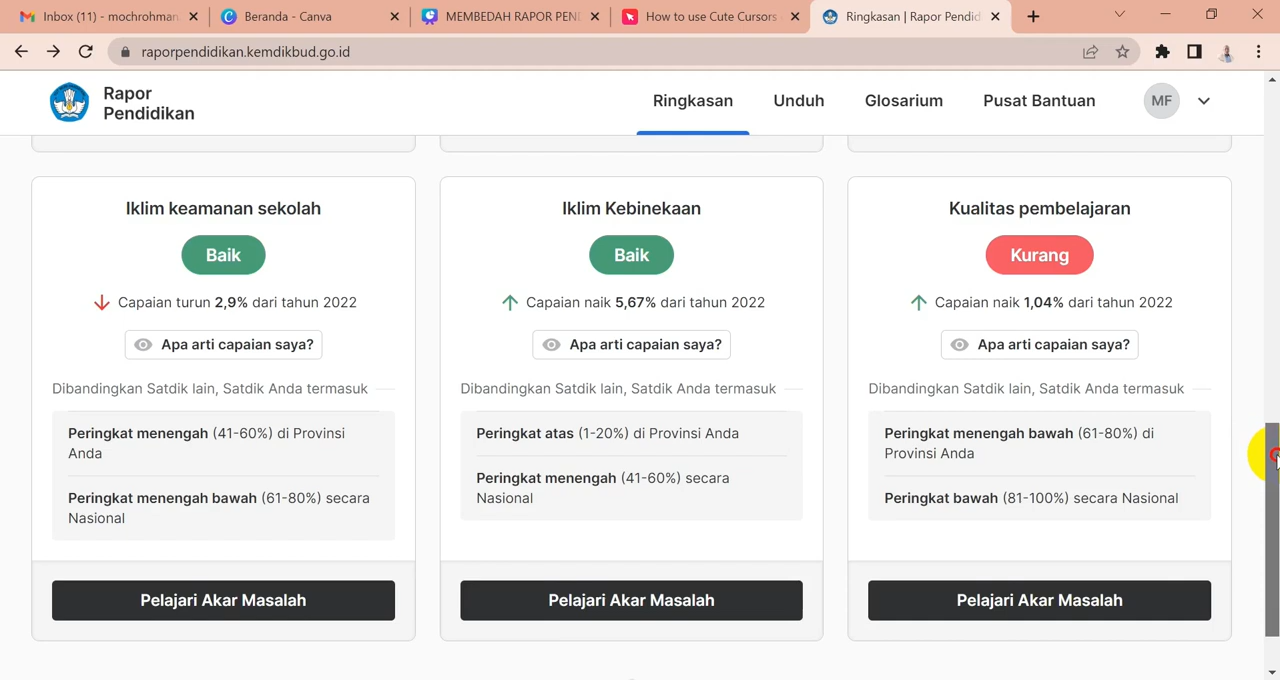 Inbox (11) - mochrohman.
Beranda - Canva
MEMBEDAH RAPOR PEN
How to use Cute Cursors
Ringkasan | Rapor Pendid
raporpendidikan.kemdikbud.go.id
Rapor
Pendidikan
Ringkasan
Unduh
Glosarium
Pusat Bantuan
MF
Iklim keamanan sekolah
Baik
Capaian turun 2,9% dari tahun 2022
Apa arti capaian saya?
Dibandingkan Satdik lain, Satdik Anda termasuk
Peringkat menengah (41-60%) di Provinsi
Anda
Peringkat menengah bawah (61-80%) secara
Nasional
Pelajari Akar Masalah
Iklim Kebinekaan
Baik
Capaian naik 5,67% dari tahun 2022
Apa arti capaian saya?
Dibandingkan Satdik lain, Satdik Anda termasuk
Peringkat atas (1-20%) di Provinsi Anda
Peringkat menengah (41-60%) secara
Nasional
Pelajari Akar Masalah
Kualitas pembelajaran
Kurang
Capaian naik 1,04% dari tahun 2022
Apa arti capaian saya?
Dibandingkan Satdik lain, Satdik Anda termasuk
Peringkat menengah bawah (61-80%) di
Provinsi Anda
Peringkat bawah (81-100%) secara Nasional
Pelajari Akar Masalah